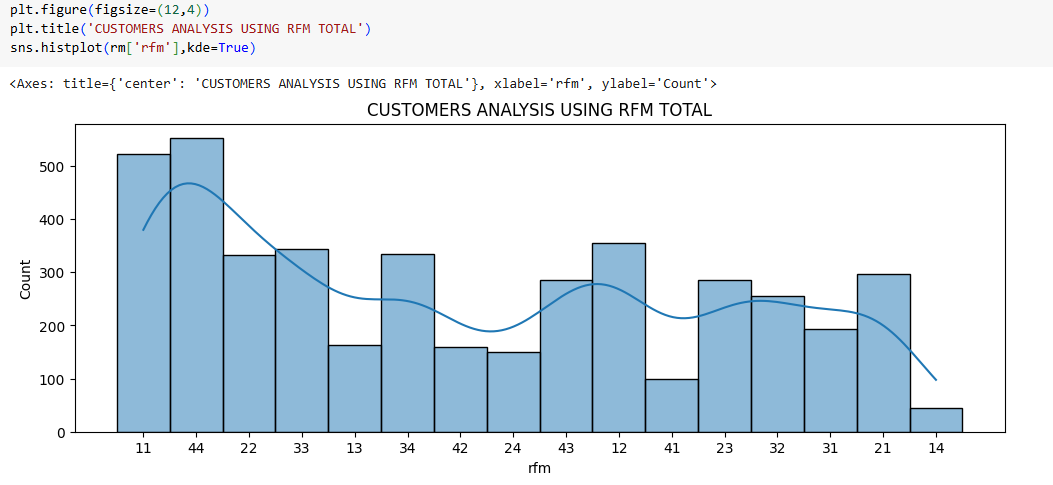 plt.figure(figsize=(12,4))
plt.title('CUSTOMERS ANALYSIS USING RFM TOTAL')
sns.histplot(rm['rfm'],kde=True)
<Axes: title={'center': 'CUSTOMERS ANALYSIS USING RFM TOTAL'}, xlabel='rfm', ylabel='Count'>
CUSTOMERS ANALYSIS USING RFM TOTAL
500
400
300
200
100
0
Count
11 44 22 33 13 34 42 24 43 12 41 23 32 31 21 14
rfm